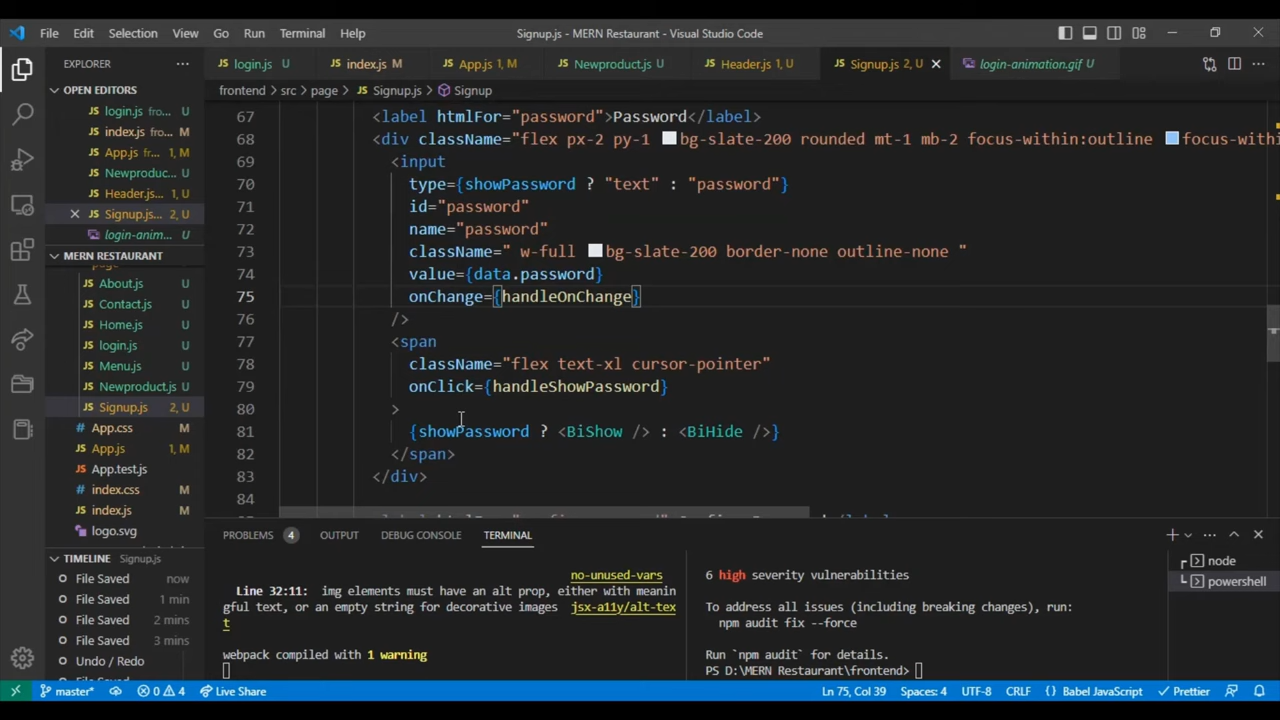 File Edit Selection View Go Run Terminal Help
Signup.js - MERN Restaurant - Visual Studio Code
EXPLORER
OPEN EDITORS
login.js fro...
index.js fro...
App.js fr... 1, M
Newproduc...
Header.js... 1, M
Signup.js... 2, U
login-anim... U
MERN RESTAURANT
page
About.js U
Contact.js U
Home.js U
login.js U
Menu.js U
Newproduct.js U
Signup.js 2, U
App.css M
App.js 1, M
App.test.js
index.css M
index.js M
logo.svg
TIMELINE Signup.js
File Saved now
File Saved 1 min
File Saved 2 mins
File Saved 3 mins
Undo / Redo
login.js U
index.js M
App.js 1, M
Newproduct.js U
Header.js 1, M
Signup.js 2, U
login-animation.gif U
frontend > src > page > Signup.js > Signup
67 <label htmlFor="password">Password</label>
68 <div className="flex px-2 py-1 bg-slate-200 rounded mt-1 mb-2 focus-within:outline focus-withi
69 <input
70 type={showPassword ? "text" : "password"}
71 id="password"
72 name="password"
73 className=" w-full bg-slate-200 border-none outline-none "
74 value={data.password}
75 onChange={handleOnChange}
76 />
77 <span
78 className="flex text-xl cursor-pointer"
79 onClick={handleShowPassword}
80 >
81 {showPassword ? <BiShow /> : <BiHide />}
82 </span>
83 </div>
84
PROBLEMS 4 OUTPUT DEBUG CONSOLE TERMINAL
no-unused-vars
Line 32:11: img elements must have an alt prop, either with meanin
gful text, or an empty string for decorative images jsx-a11y/alt-tex
t
webpack compiled with 1 warning
6 high severity vulnerabilities
To address all issues (including breaking changes), run:
npm audit fix --force
Run `npm audit` for details.
PS D:\MERN Restaurant\frontend>
node
powershell
master* 0 4 Live Share
Ln 75, Col 39 Spaces: 4 UTF-8 CRLF {} Babel JavaScript Prettier